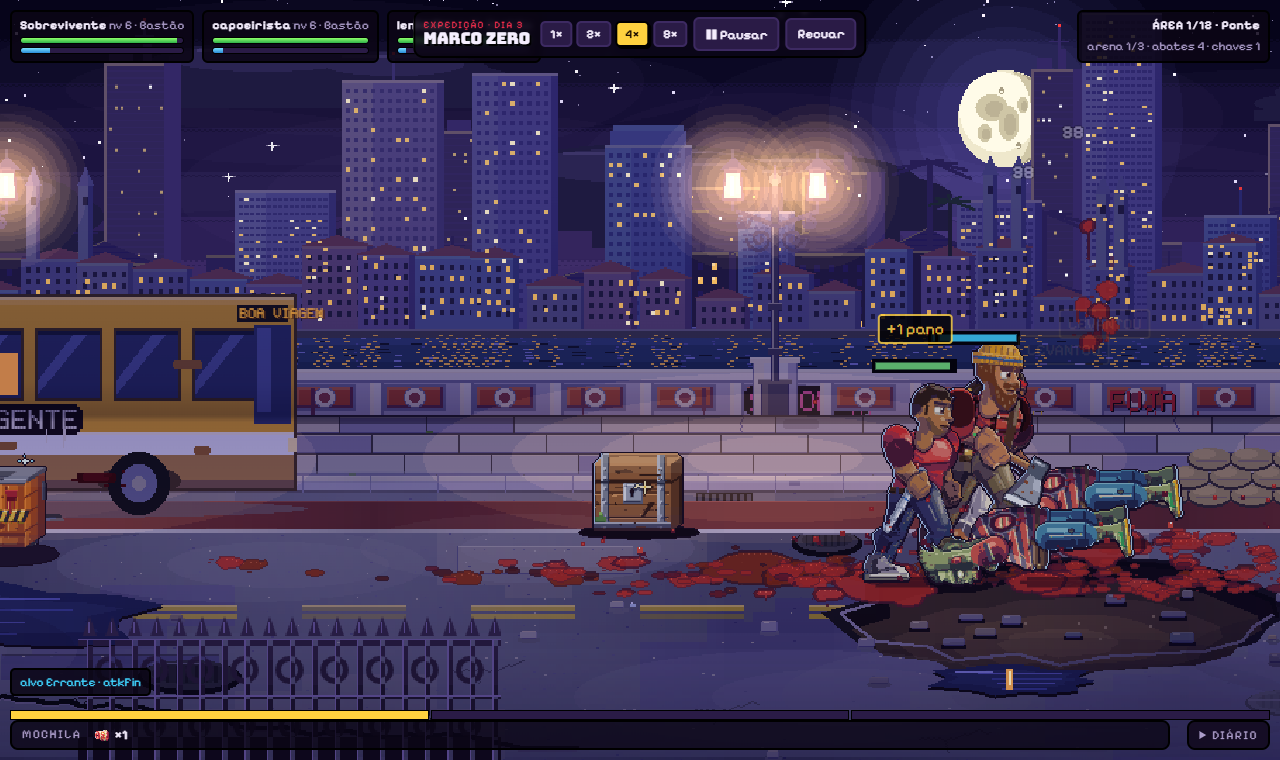 Sobrevivente nv 6 · Bastão
capoeirista nv 6 · Bastão
EXPEDIÇÃO · DIA 3
MARCO ZERO
1×
2×
4×
8×
Pausar
Recuar
ÁREA 1/18 · Ponte
arena 1/3 · abates 4 · chaves 1
38
38
BOA VIAGEM
+1 pano
FUJA
GENTE
alvo Errante · atkFin
MOCHILA
×1
DIÁRIO